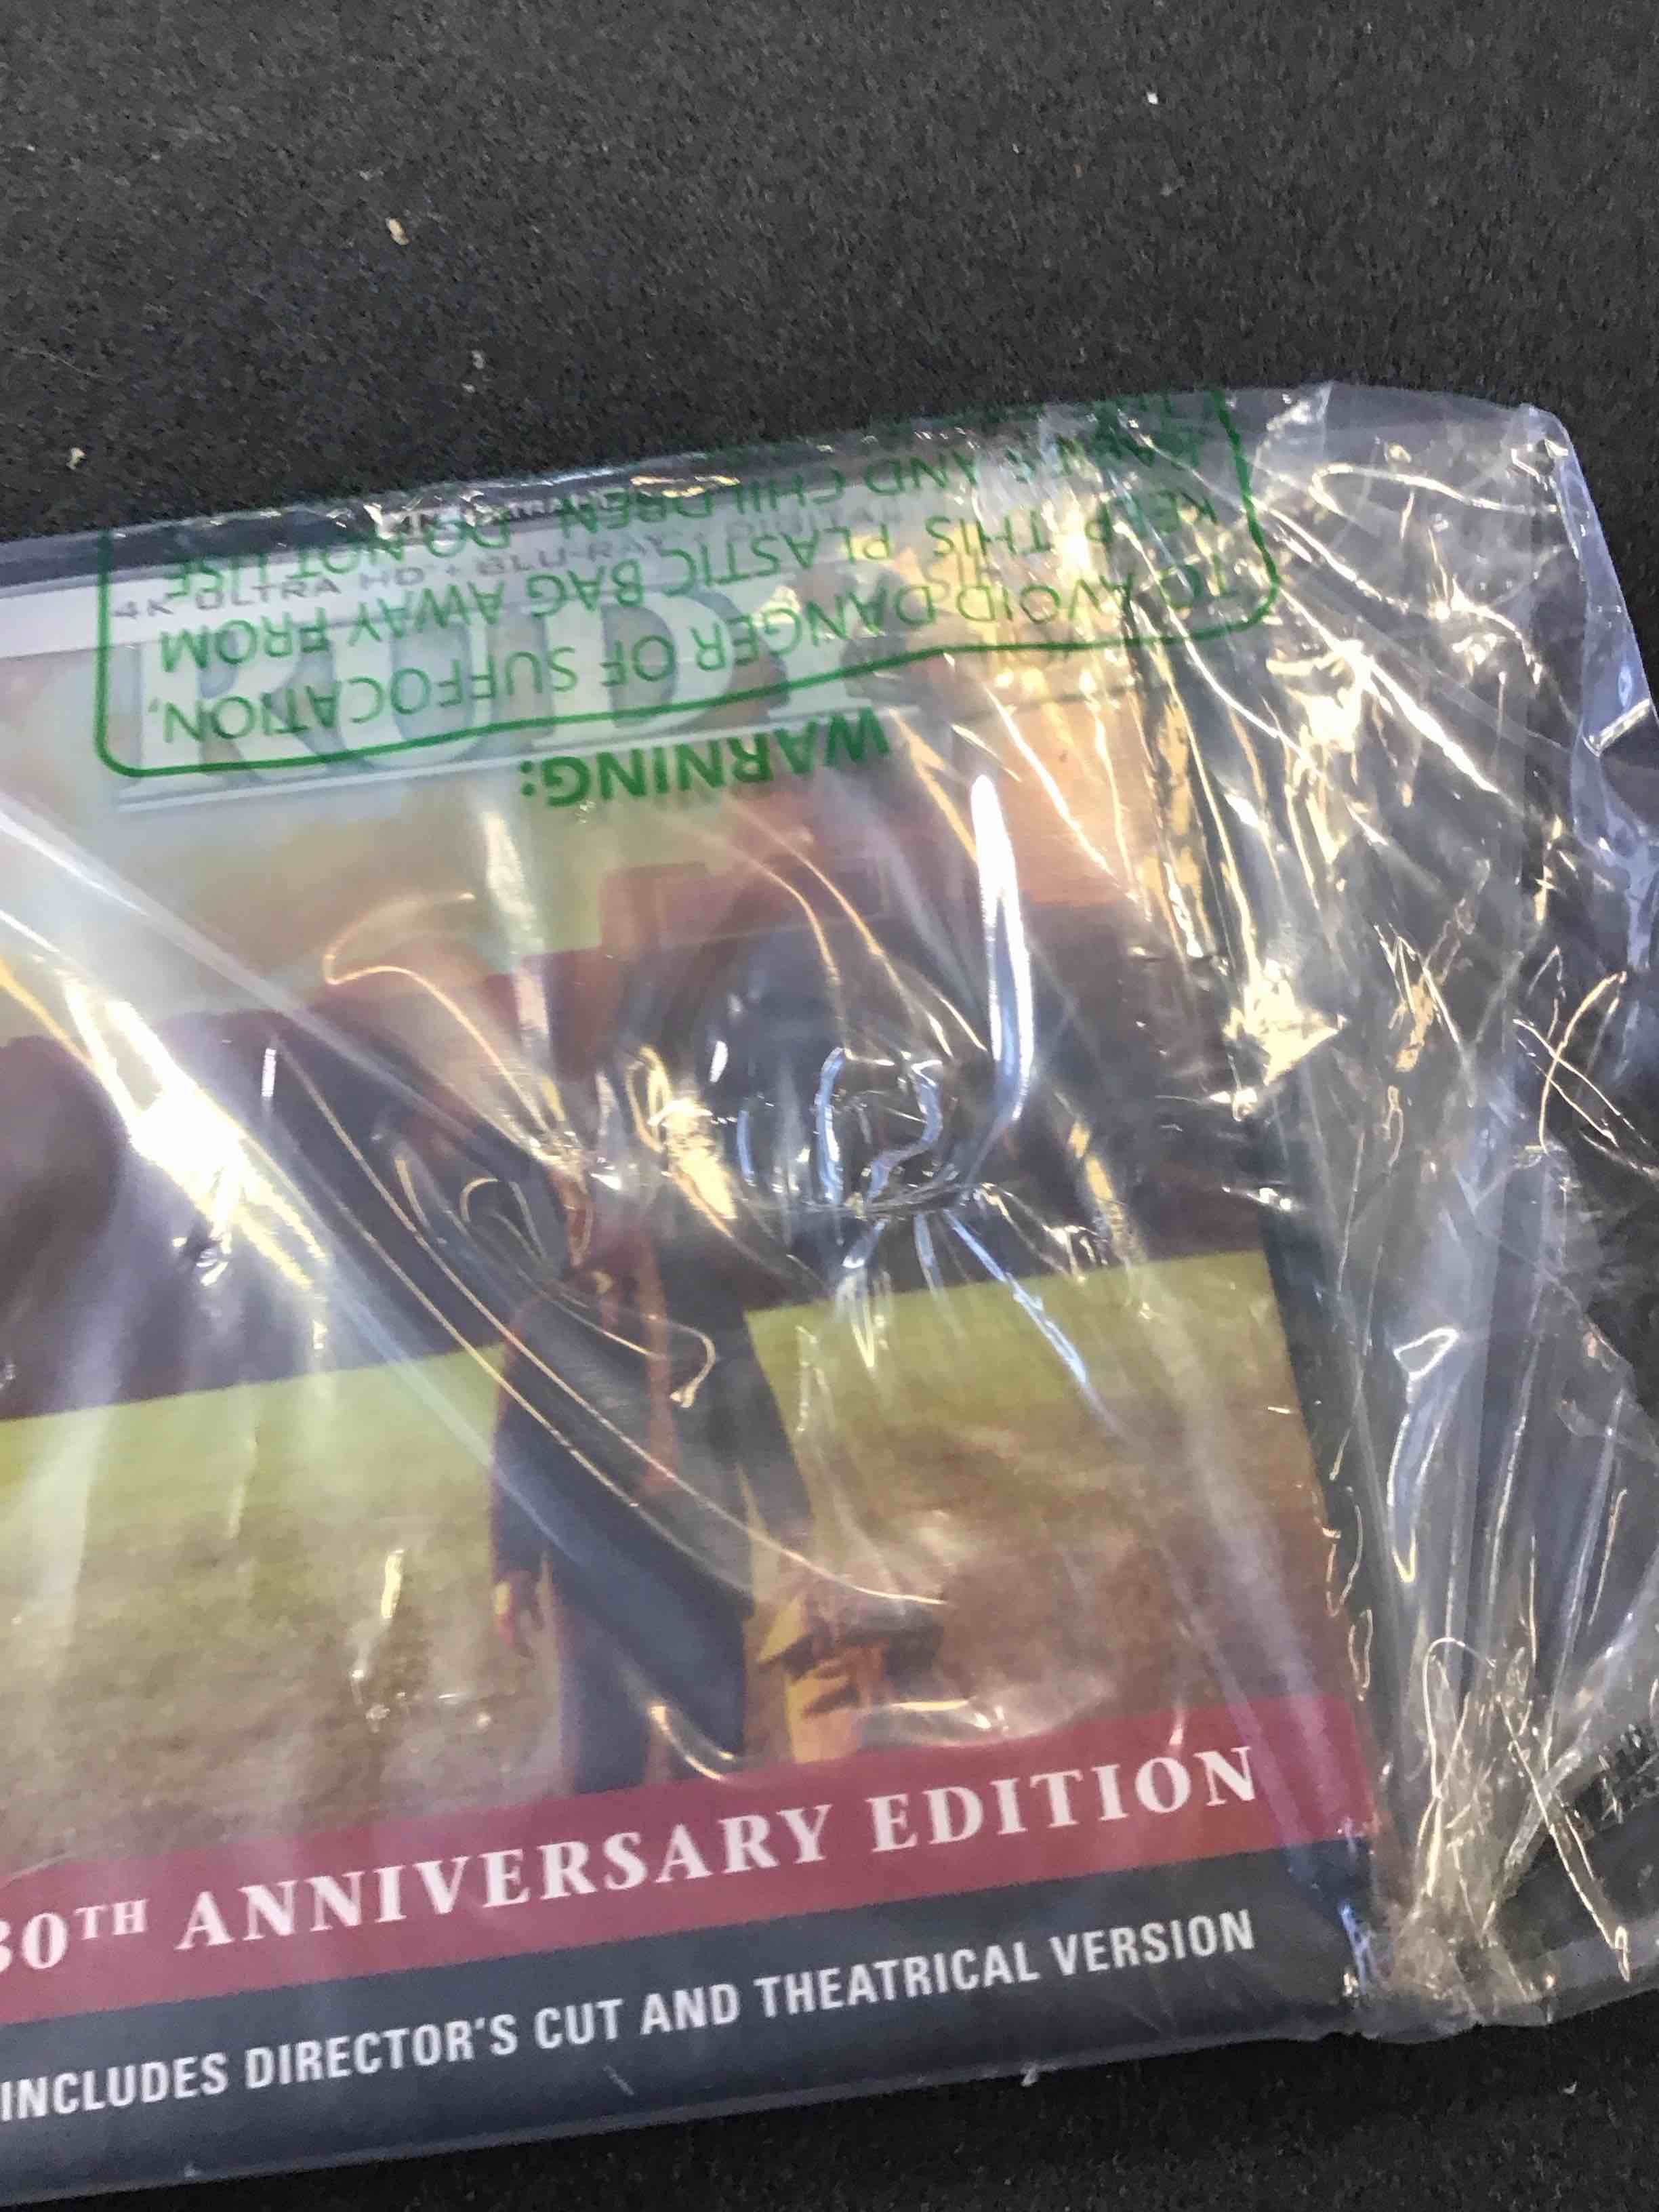 4K ULTRA HD + BLU-RAY +
RUDY
WARNING:
TO AVOID DANGER OF SUFFOCATION,
KEEP THIS PLASTIC BAG AWAY FROM
AND CHILDREN. DO NOT USE
30TH ANNIVERSARY EDITION
INCLUDES DIRECTOR'S CUT AND THEATRICAL VERSION